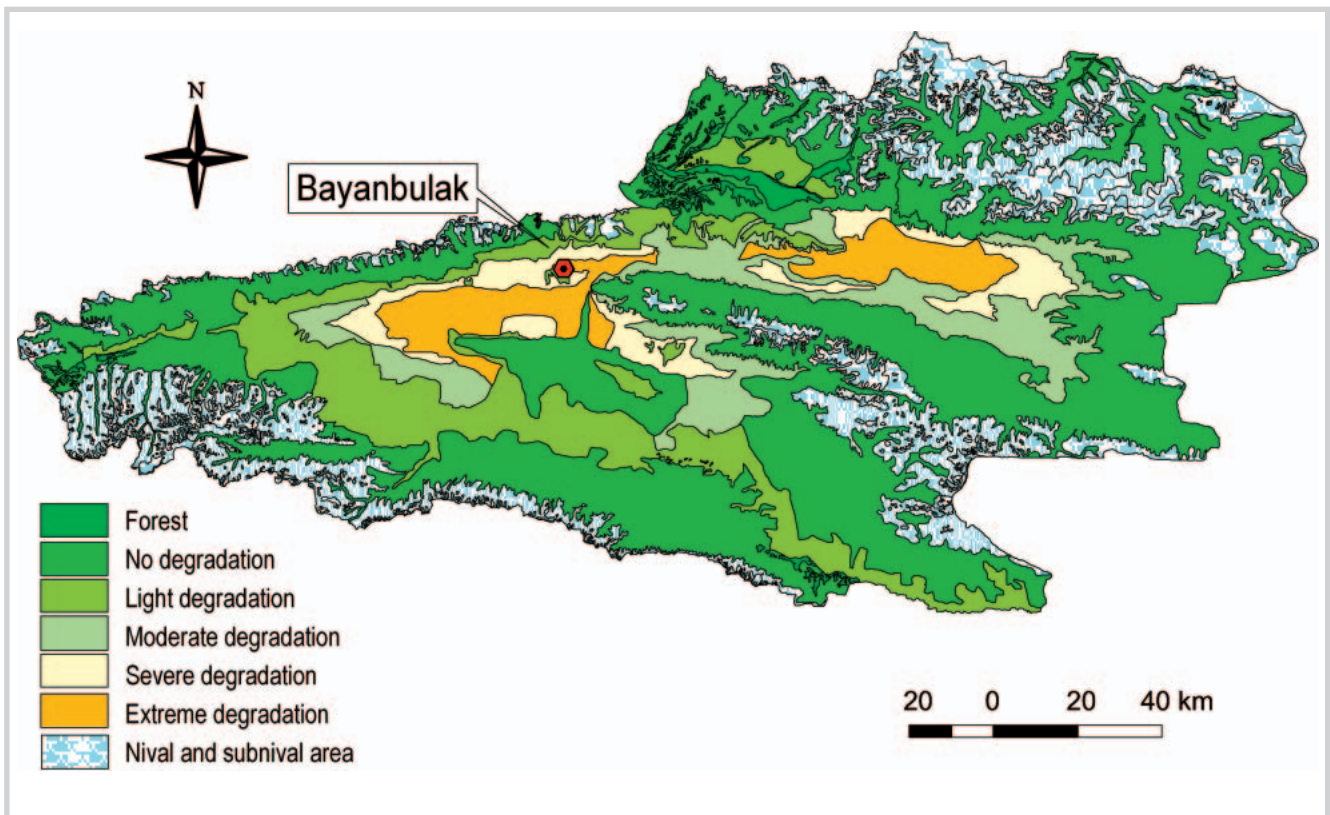 N
Bayanbulak
Forest
No degradation
Light degradation
Moderate degradation
Severe degradation
Extreme degradation
Nival and subnival area
20 0 20 40 km